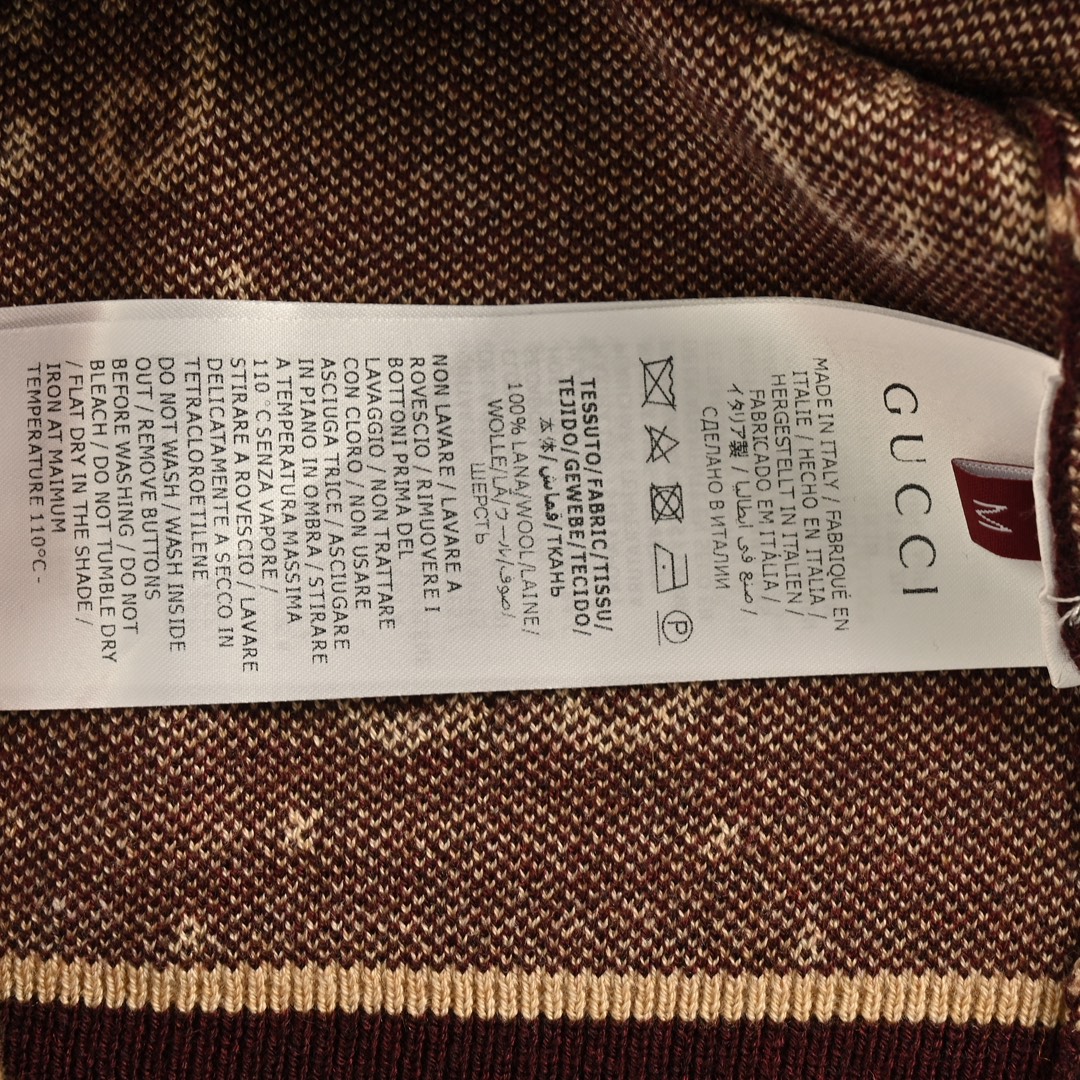 GUCCI
M
MADE IN ITALY / FABRIQUÉ EN
ITALIE / HECHO EN ITALIA /
HERGESTELT IN ITALIEN /
FABRICADO EM ITÀLIA /
イタリア製 / صنع في ايطاليا /
СДЕЛАНО В ИТАЛИИ
P
TESSUTO/FABRIC/TISSU/
TEJIDO/GEWEBE/TECIDO/
本体/قماش/ТКАНЬ
100% LANA/WOOL/LAINE/
WOLLE/LÃ/ウール/صوف/
ШЕРСТЬ
NON LAVARE / LAVARE A
ROVESCIO / RIMUOVERE I
BOTTONI PRIMA DEL
LAVAGGIO / NON TRATTARE
CON CLORO / NON USARE
ASCIUGA TRICE / ASCIUGARE
IN PIANO IN OMBRA / STIRARE
A TEMPERATURA MASSIMA
110°C SENZA VAPORE /
STIRARE A ROVESCIO / LAVARE
DELICATAMENTE A SECCO IN
TETRACLOROETILENE
DO NOT WASH / WASH INSIDE
OUT / REMOVE BUTTONS
BEFORE WASHING / DO NOT
BLEACH / DO NOT TUMBLE DRY
/ FLAT DRY IN THE SHADE /
IRON AT MAIMUM
TEMPERATURE 110°C -